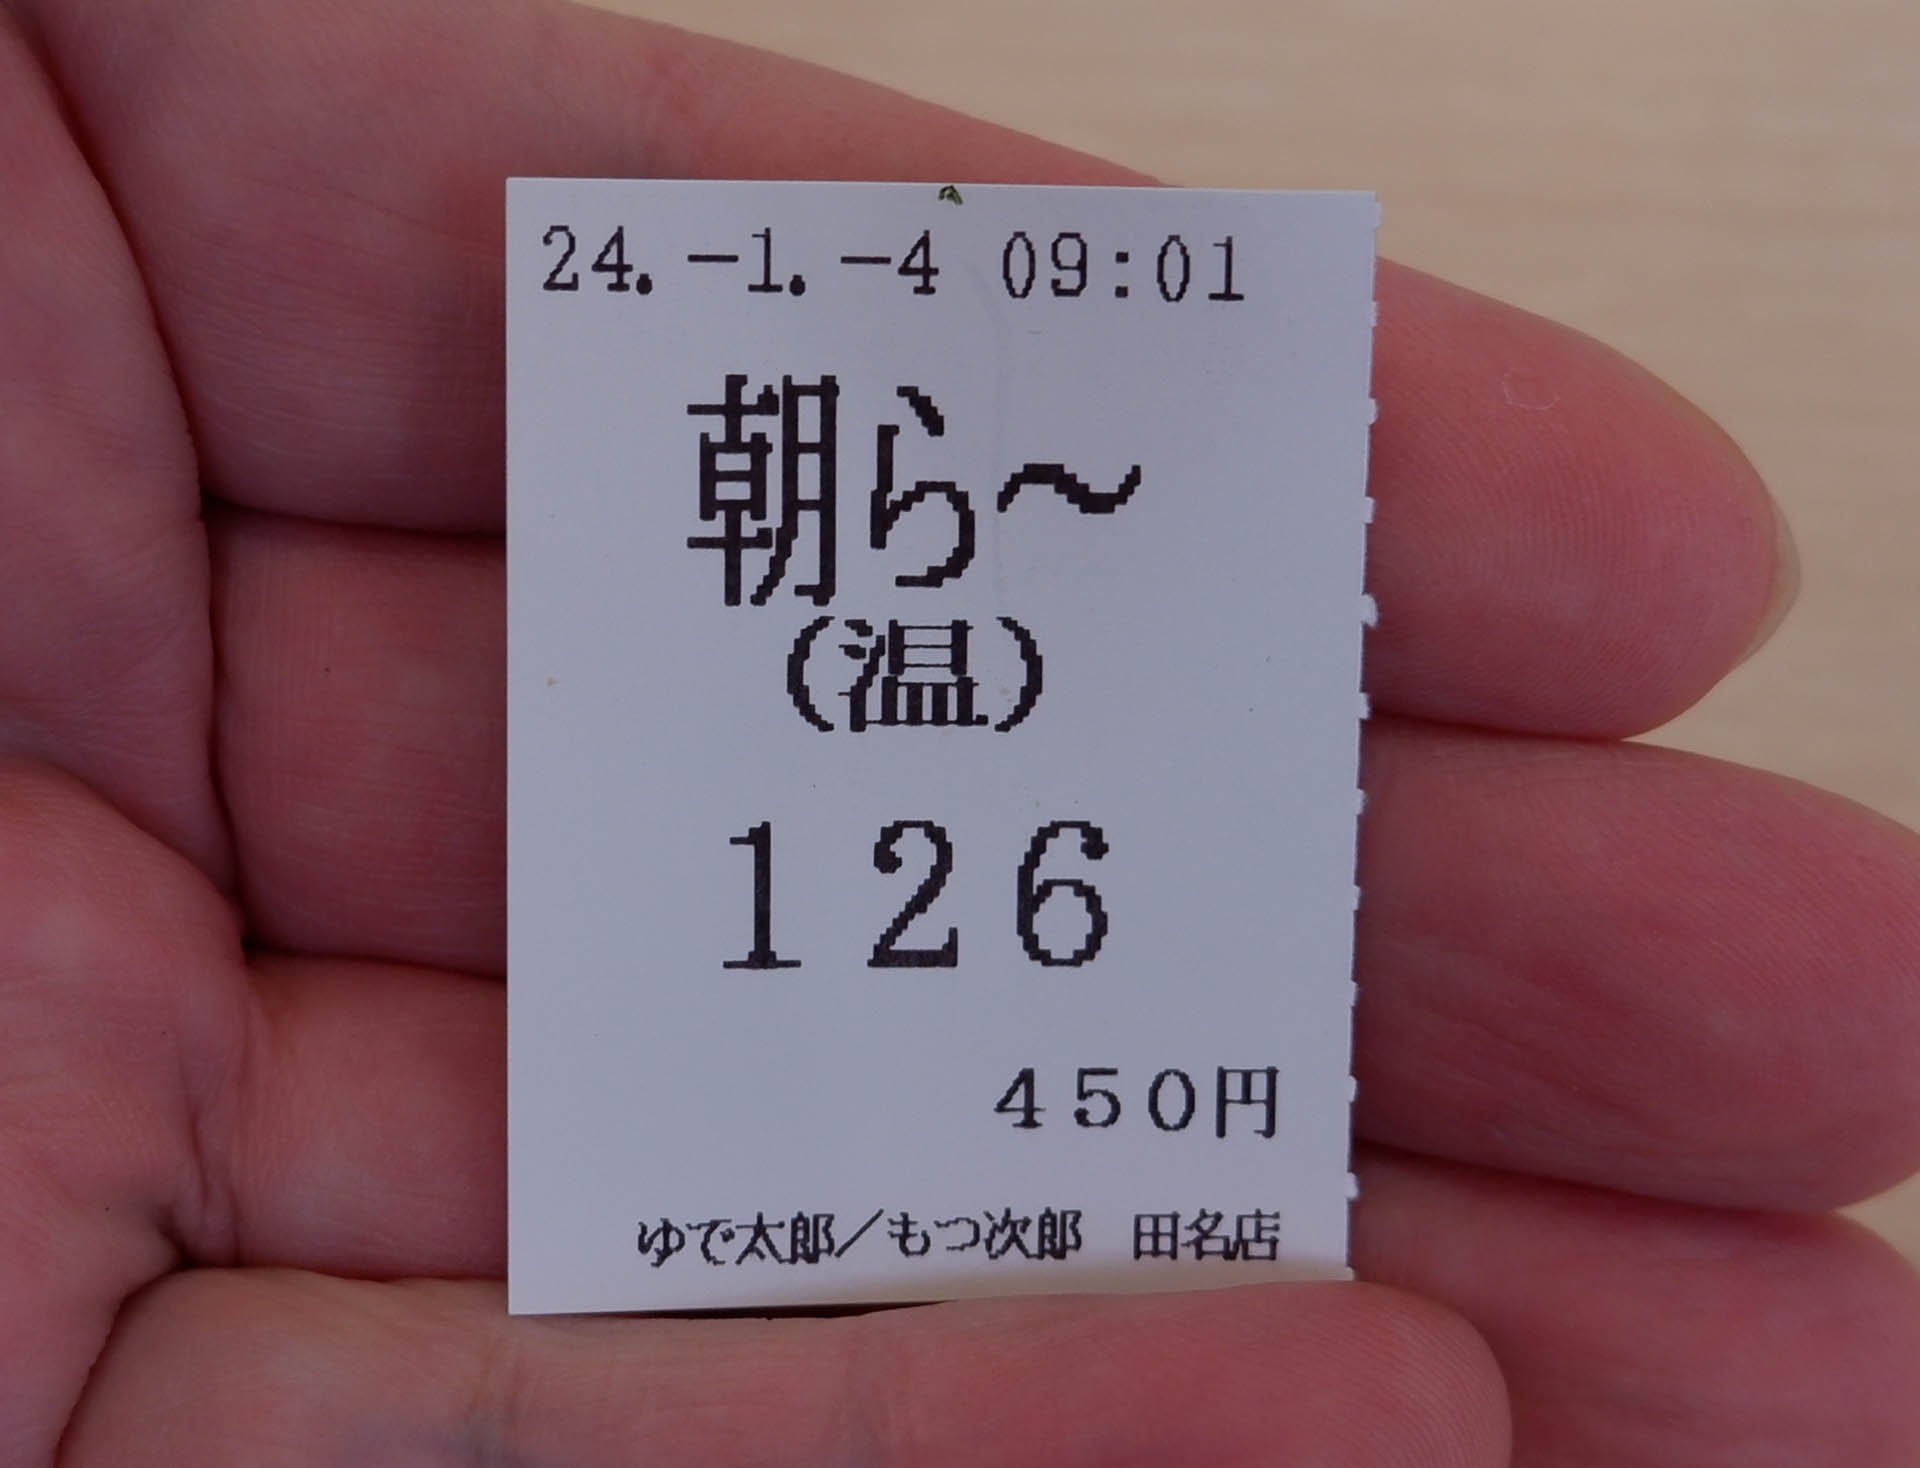 24.-1.-4 09:01
朝ら〜
(温)
126
450円
ゆで太郎／もつ次郎　田名店